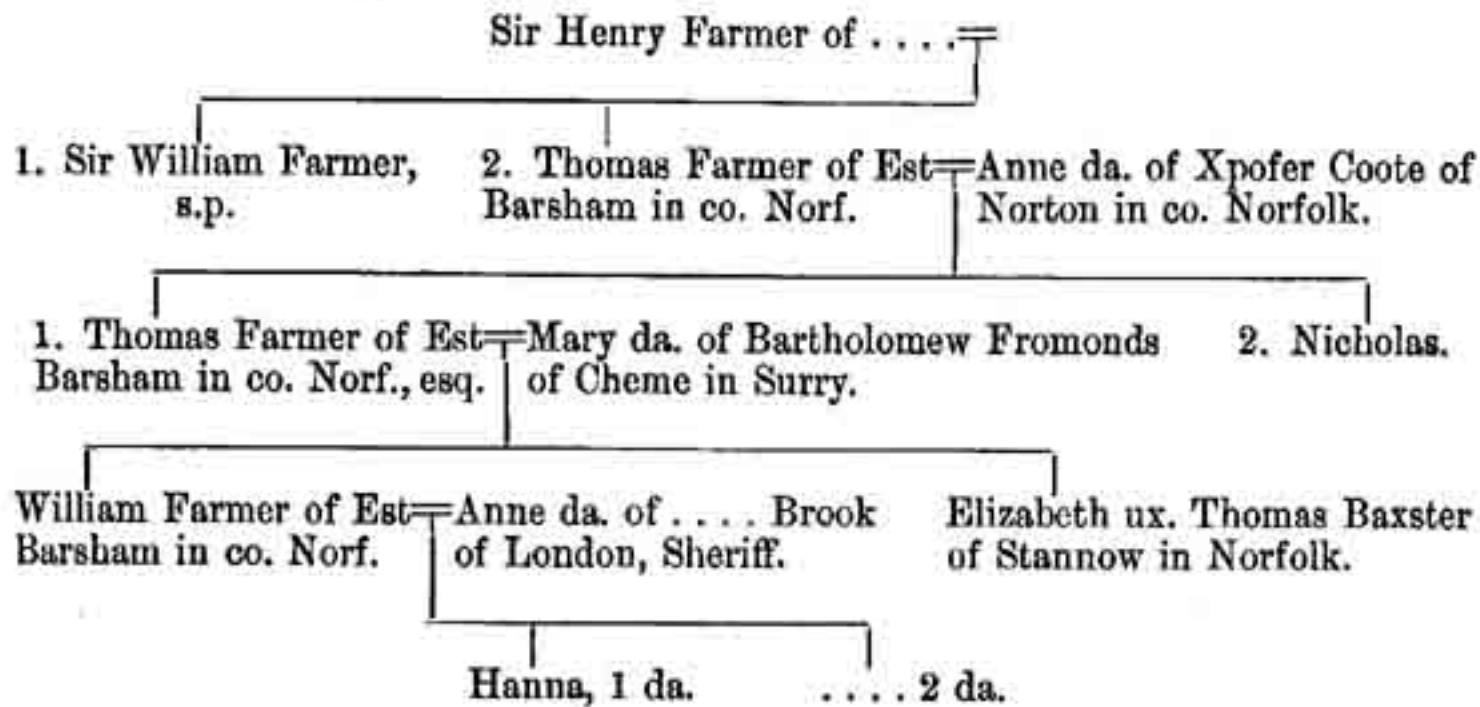 Sir Henry Farmer of . . . .
1. Sir William Farmer,
s.p.
2. Thomas Farmer of Est
Barsham in co. Norf.
Anne da. of Xpofer Coote of
Norton in co. Norfolk.
1. Thomas Farmer of Est
Barsham in co. Norf., esq.
Mary da. of Bartholomew Fromonds
of Cheme in Surry.
2. Nicholas.
William Farmer of Est
Barsham in co. Norf.
Anne da. of . . . . Brook
of London, Sheriff.
Elizabeth ux. Thomas Baxster
of Stannow in Norfolk.
Hanna, 1 da.
. . . . 2 da.